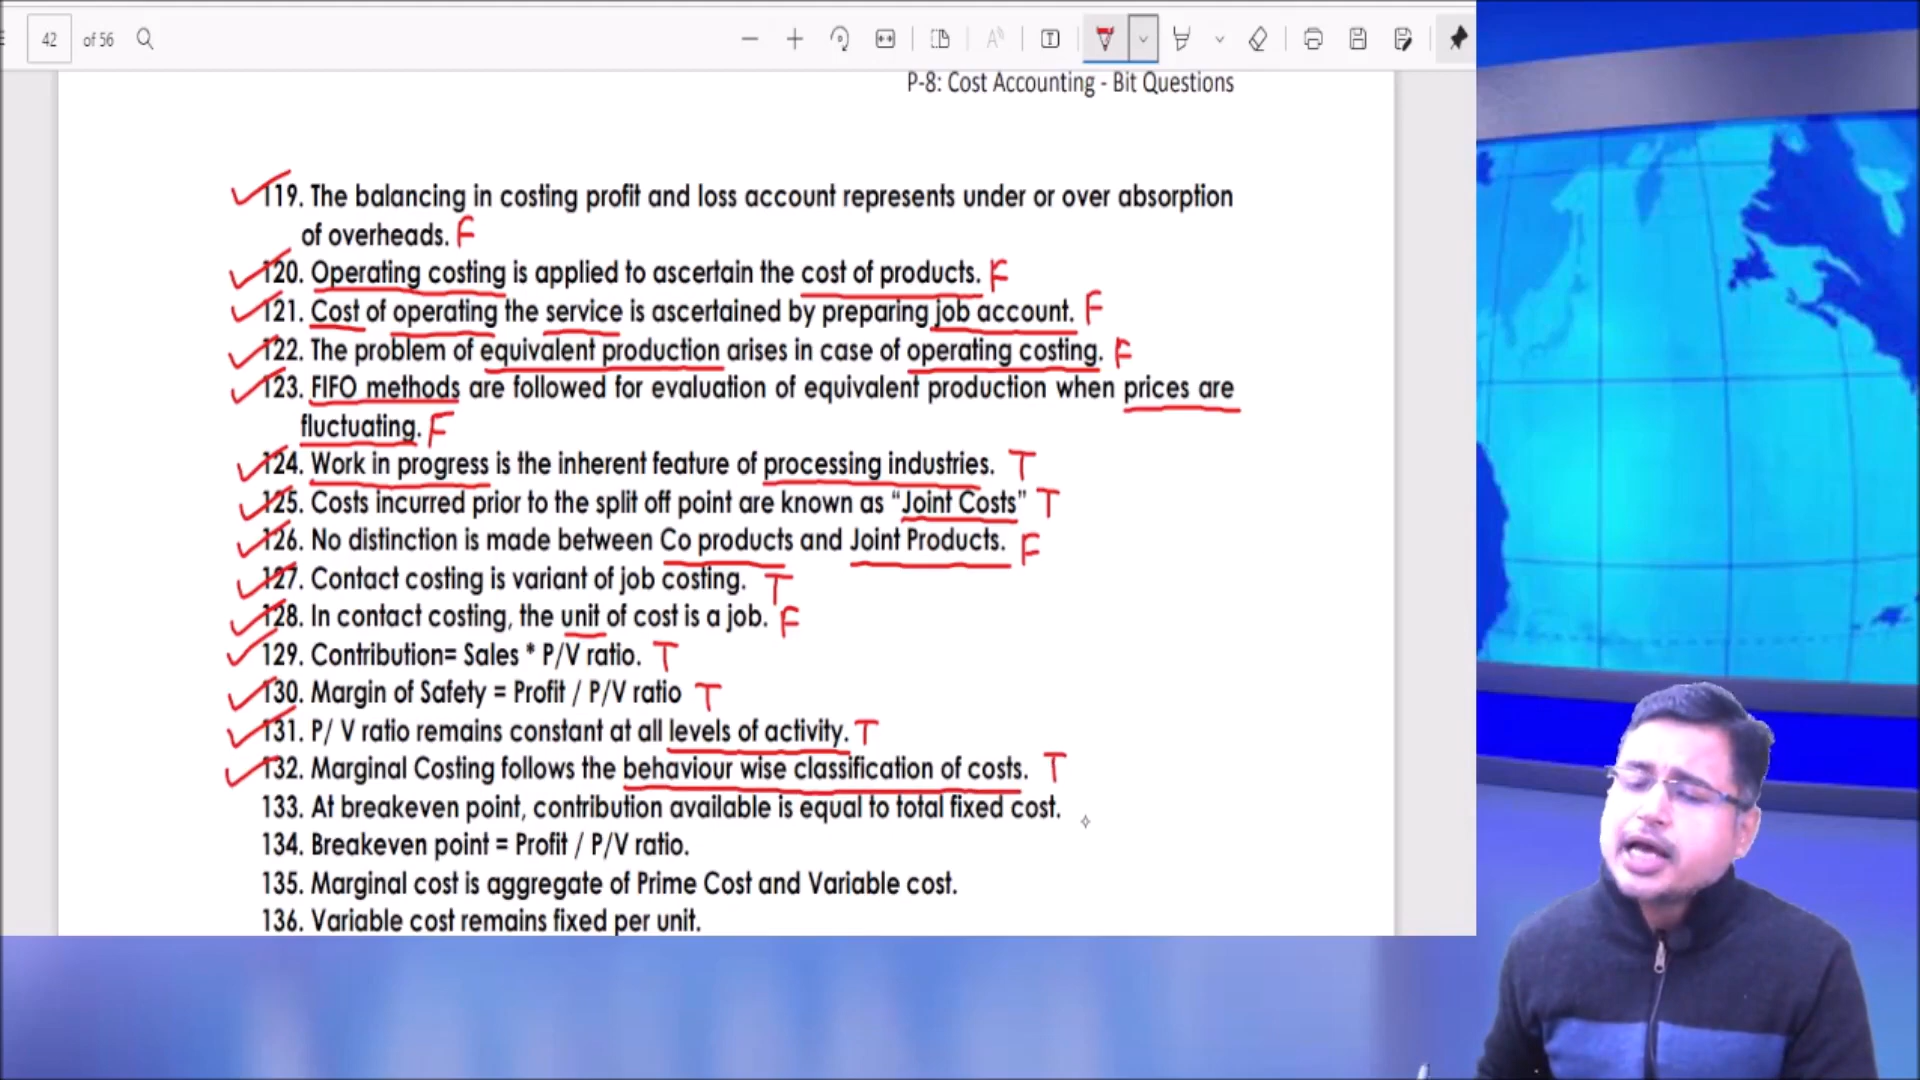 42 of 56
P-8: Cost Accounting - Bit Questions
119. The balancing in costing profit and loss account represents under or over absorption
of overheads. F
120. Operating costing is applied to ascertain the cost of products. F
121. Cost of operating the service is ascertained by preparing job account. F
122. The problem of equivalent production arises in case of operating costing. F
123. FIFO methods are followed for evaluation of equivalent production when prices are
fluctuating. F
124. Work in progress is the inherent feature of processing industries. T
125. Costs incurred prior to the split off point are known as “Joint Costs” T
126. No distinction is made between Co products and Joint Products. F
127. Contact costing is variant of job costing. T
128. In contact costing, the unit of cost is a job. F
129. Contribution= Sales * P/V ratio. T
130. Margin of Safety = Profit / P/V ratio T
131. P/ V ratio remains constant at all levels of activity. T
132. Marginal Costing follows the behaviour wise classification of costs. T
133. At breakeven point, contribution available is equal to total fixed cost.
134. Breakeven point = Profit / P/V ratio.
135. Marginal cost is aggregate of Prime Cost and Variable cost.
136. Variable cost remains fixed per unit.